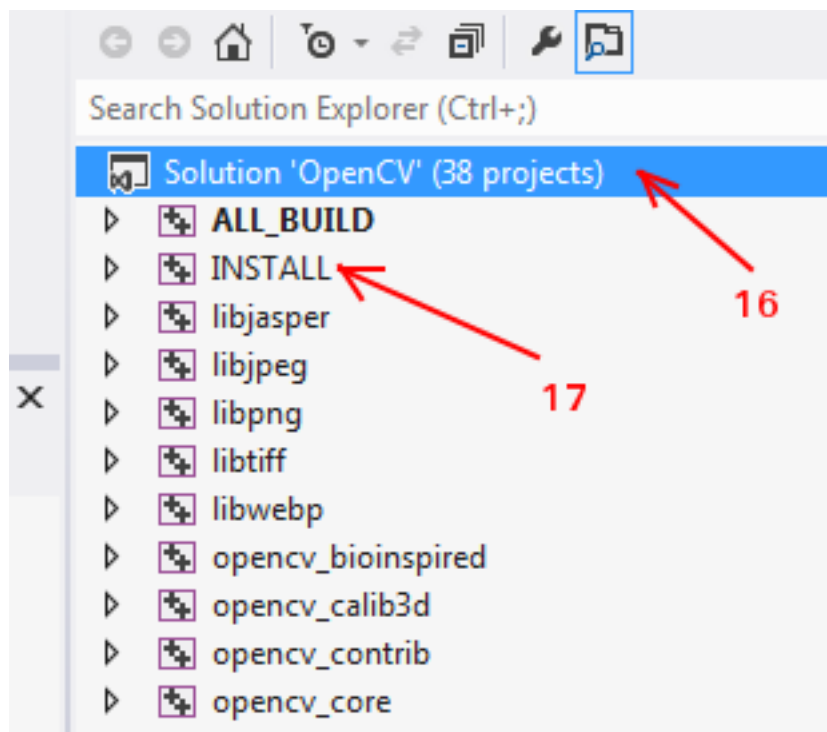 Search Solution Explorer (Ctrl+;)
Solution 'OpenCV' (38 projects)
ALL_BUILD
INSTALL
16
libjasper
libjpeg
17
libpng
libtiff
libwebp
opencv_bioinspired
opencv_calib3d
opencv_contrib
opencv_core